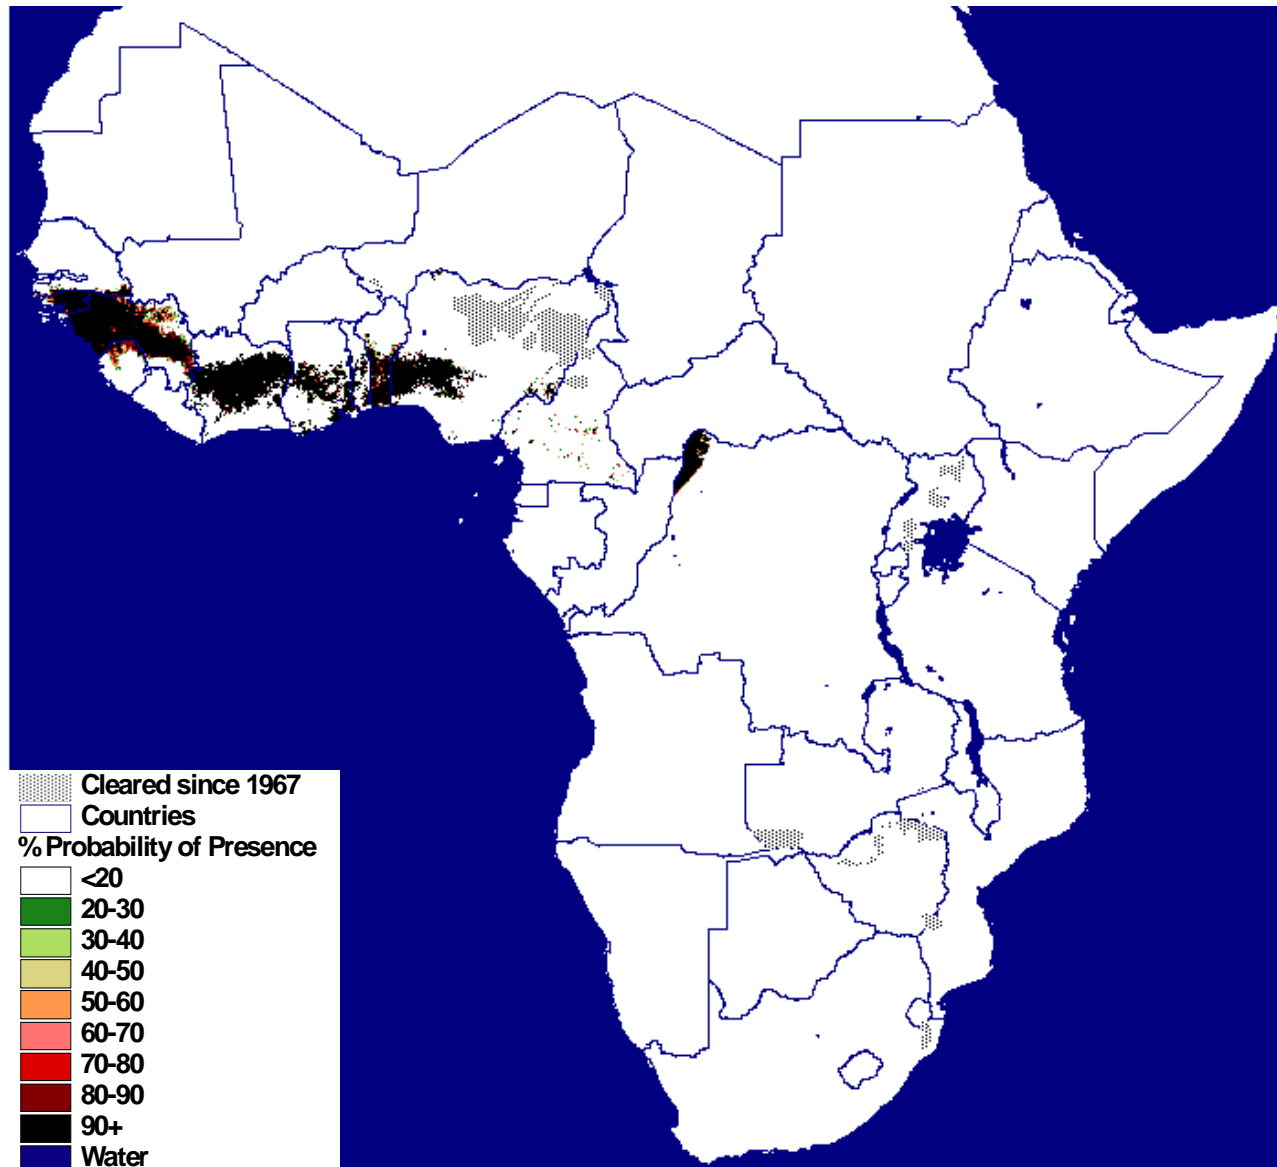 Cleared since 1967
Countries
% Probability of Presence
<20
20-30
30-40
40-50
50-60
60-70
70-80
80-90
90+
Water